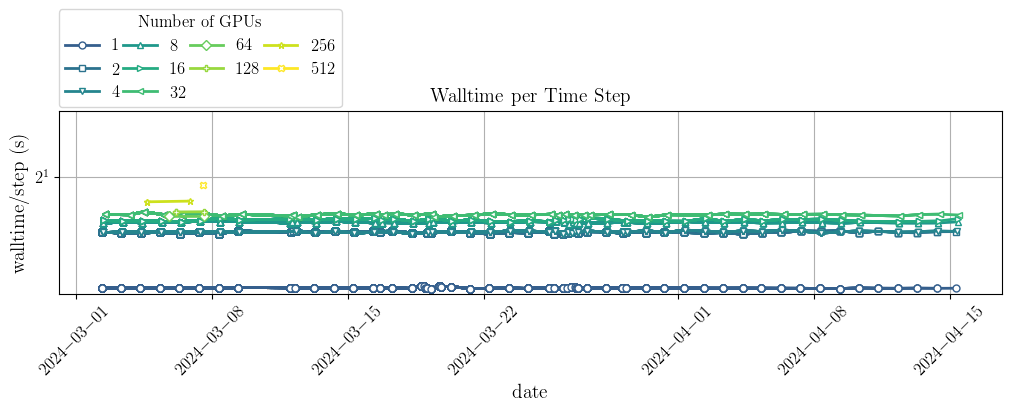 Number of GPUs
1 8 64 256
2 16 128 512
4 32
Walltime per Time Step
walltime/step (s)
2¹
2024−03−01 2024−03−08 2024−03−15 2024−03−22 2024−04−01 2024−04−08 2024−04−15
date